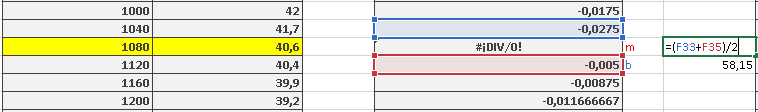 1000 42 -0,0175
1040 41,7 -0,0275
1080 40,6 #¡DIV/0! m =(F33+F35)/2
1120 40,4 -0,005 b 58,15
1160 39,9 -0,00875
1200 39,2 -0,011666667